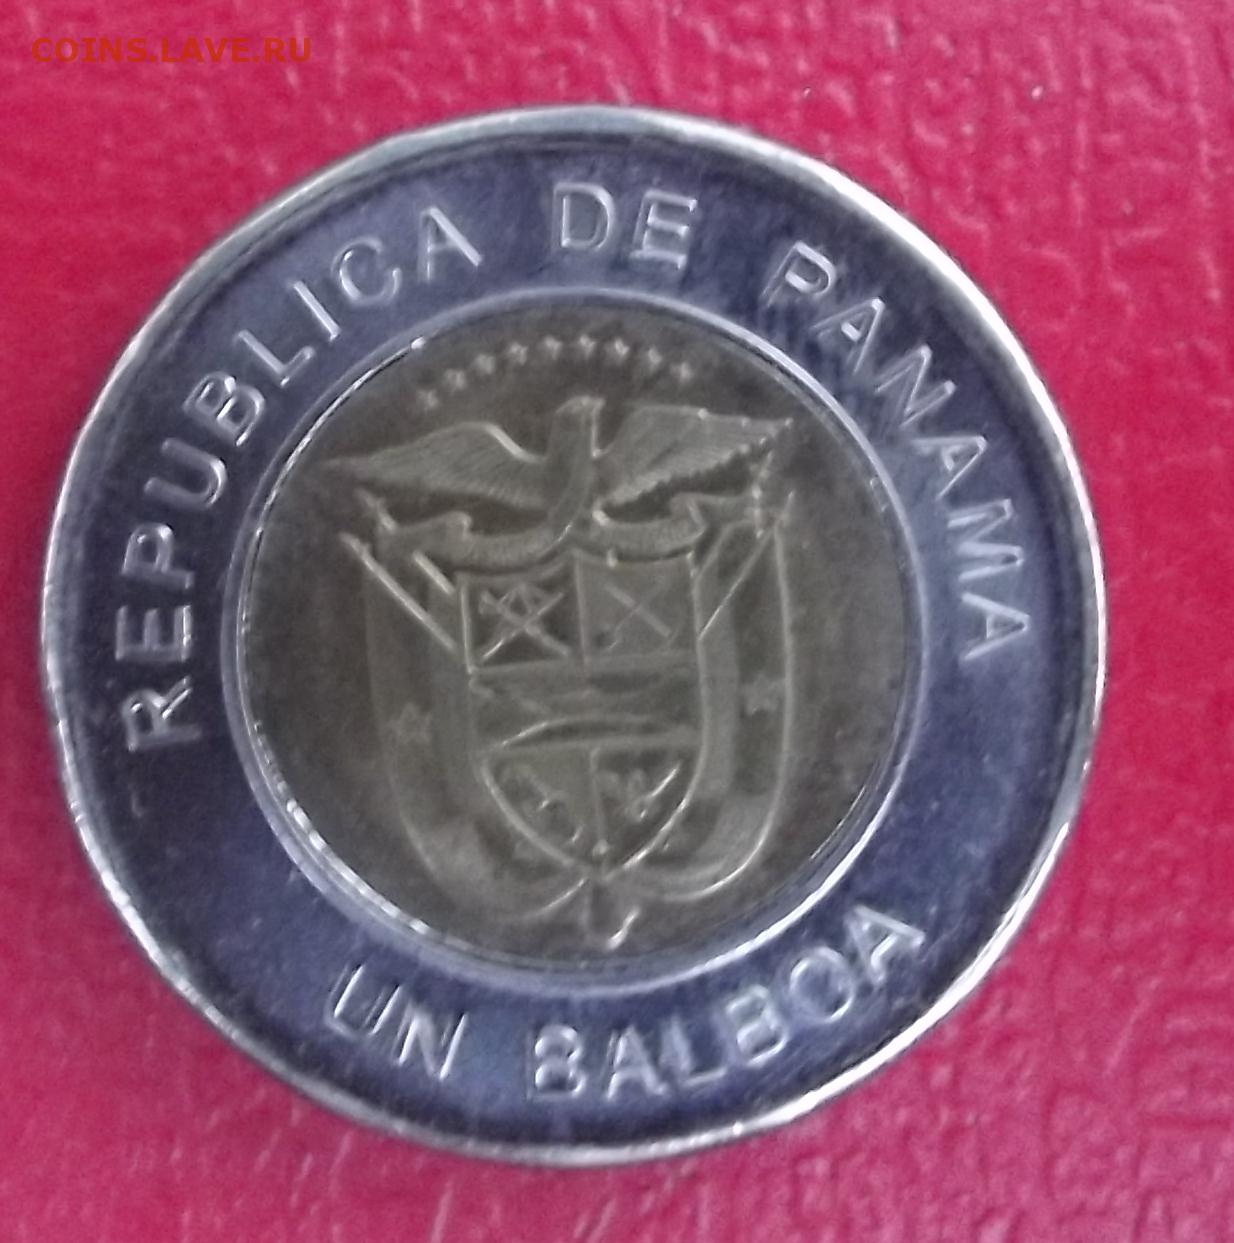 COINS.LAVE.RU
REPUBLICA DE PANAMA
UN BALBOA